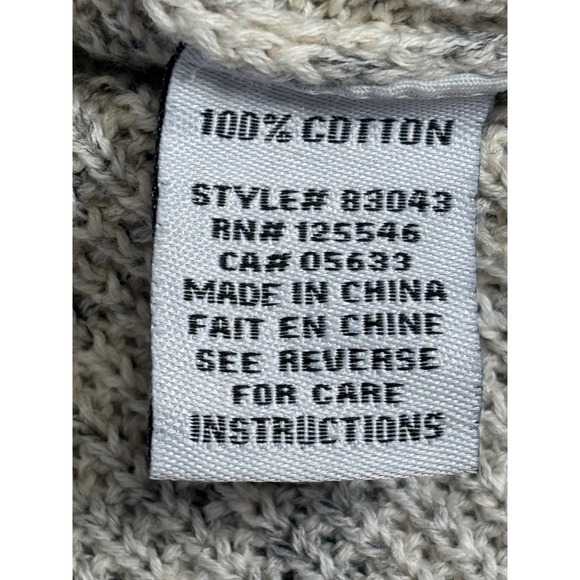 100% COTTON
STYLE# 83043
RN# 125546
CA# 05633
MADE IN CHINA
FAIT EN CHINE
SEE REVERSE
FOR CARE
INSTRUCTIONS